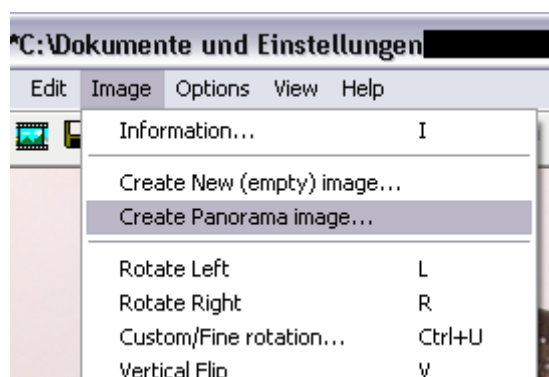 *C:\Dokumente und Einstellungen
Edit Image Options View Help
Information... I
Create New (empty) image...
Create Panorama image...
Rotate Left L
Rotate Right R
Custom/Fine rotation... Ctrl+U
Vertical Flip V